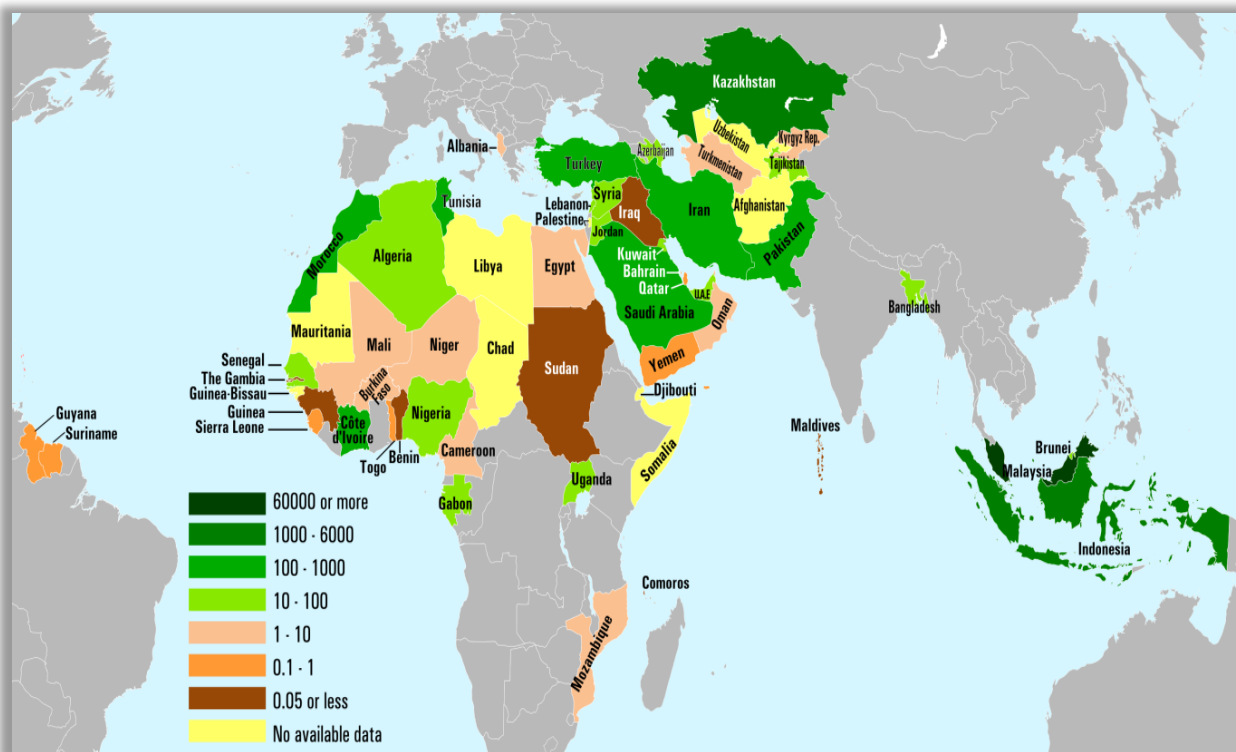 Kazakhstan
Uzbekistan
Kyrgyz Rep.
Albania
Turkey
Azerbaijan
Turkmenistan
Tajikistan
Tunisia
Syria
Lebanon
Palestine
Iraq
Iran
Afghanistan
Morocco
Algeria
Libya
Egypt
Jordan
Kuwait
Bahrain
Qatar
Pakistan
U.A.E
Saudi Arabia
Oman
Bangladesh
Mauritania
Mali
Niger
Chad
Sudan
Yemen
Senegal
The Gambia
Guinea-Bissau
Guinea
Sierra Leone
Burkina
Faso
Djibouti
Guyana
Suriname
Côte
d'Ivoire
Togo
Benin
Nigeria
Cameroon
Somalia
Maldives
Brunei
Malaysia
Uganda
Gabon
Indonesia
Comoros
Mozambique
60000 or more
1000 - 6000
100 - 1000
10 - 100
1 - 10
0.1 - 1
0.05 or less
No available data